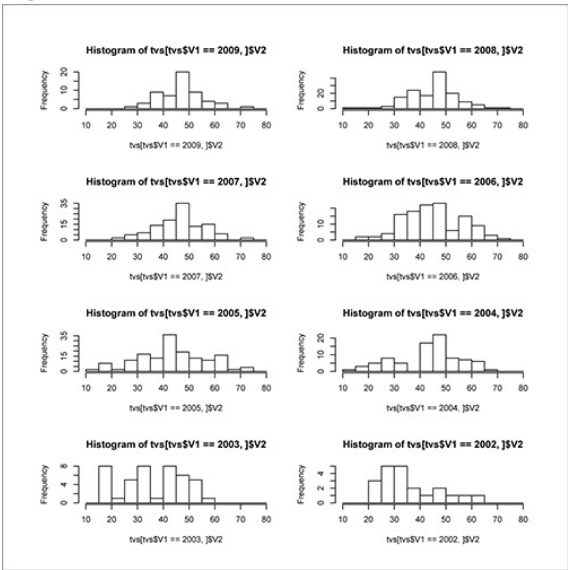 Histogram of tvs[tvs$V1 == 2009, ]$V2
Frequency
0 10 20
10 20 30 40 50 60 70 80
tvs[tvs$V1 == 2009, ]$V2
Histogram of tvs[tvs$V1 == 2008, ]$V2
Frequency
0 20
10 20 30 40 50 60 70 80
tvs[tvs$V1 == 2008, ]$V2
Histogram of tvs[tvs$V1 == 2007, ]$V2
Frequency
0 15 35
10 20 30 40 50 60 70 80
tvs[tvs$V1 == 2007, ]$V2
Histogram of tvs[tvs$V1 == 2006, ]$V2
Frequency
0 10
10 20 30 40 50 60 70 80
tvs[tvs$V1 == 2006, ]$V2
Histogram of tvs[tvs$V1 == 2005, ]$V2
Frequency
0 15 35
10 20 30 40 50 60 70 80
tvs[tvs$V1 == 2005, ]$V2
Histogram of tvs[tvs$V1 == 2004, ]$V2
Frequency
0 10 20
10 20 30 40 50 60 70 80
tvs[tvs$V1 == 2004, ]$V2
Histogram of tvs[tvs$V1 == 2003, ]$V2
Frequency
0 4 8
10 20 30 40 50 60 70 80
tvs[tvs$V1 == 2003, ]$V2
Histogram of tvs[tvs$V1 == 2002, ]$V2
Frequency
0 2 4
10 20 30 40 50 60 70 80
tvs[tvs$V1 == 2002, ]$V2